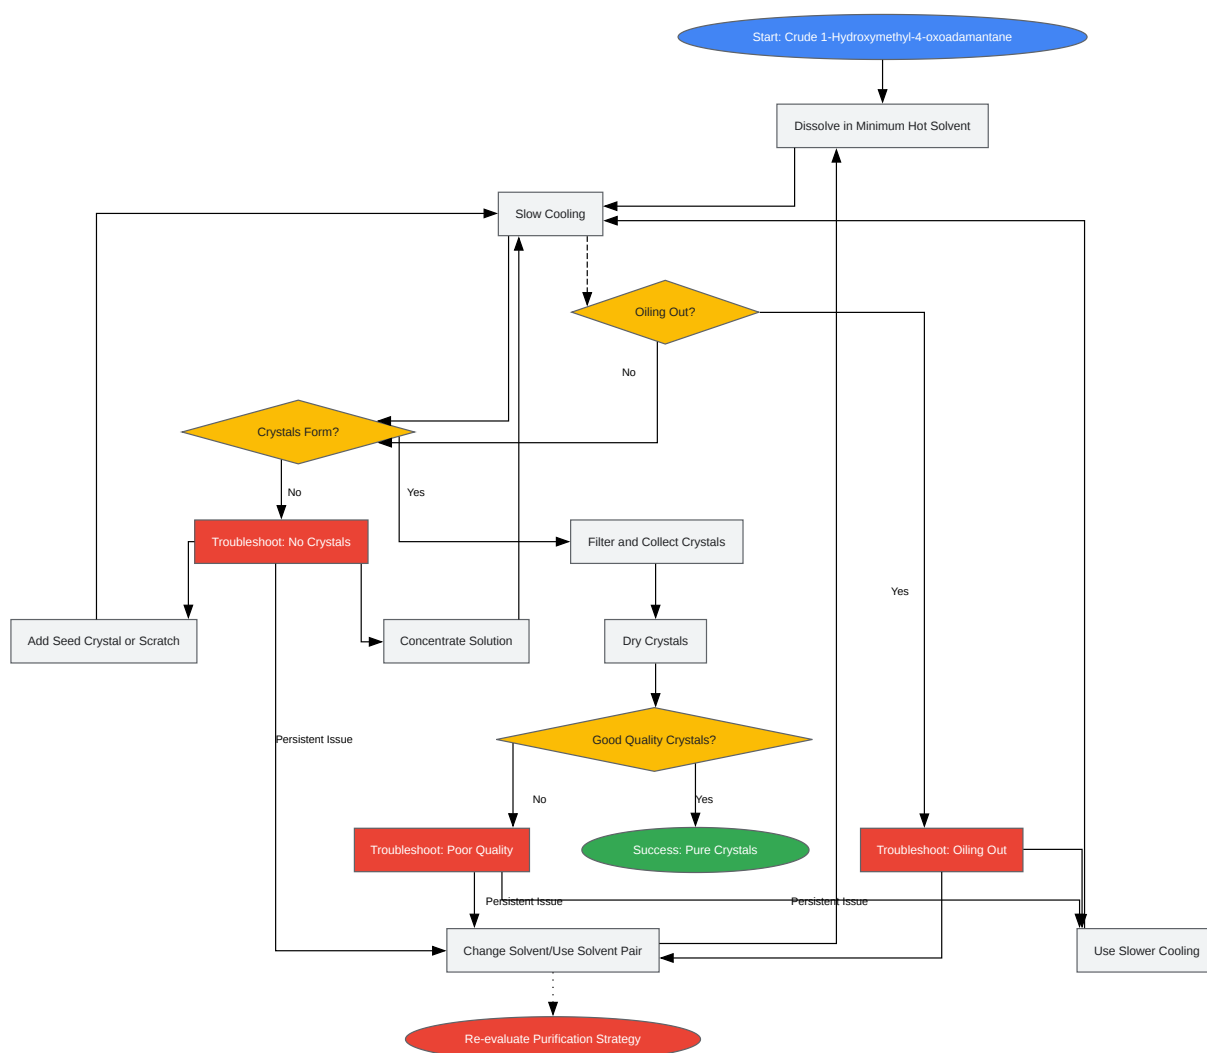 Start: Crude 1-Hydroxymethyl-4-oxoadamantane
Dissolve in Minimum Hot Solvent
Slow Cooling
Oiling Out?
No
Crystals Form?
No
Yes
Troubleshoot: No Crystals
Filter and Collect Crystals
Yes
Add Seed Crystal or Scratch
Concentrate Solution
Dry Crystals
Persistent Issue
Good Quality Crystals?
No
Yes
Troubleshoot: Poor Quality
Success: Pure Crystals
Troubleshoot: Oiling Out
Persistent Issue
Persistent Issue
Change Solvent/Use Solvent Pair
Use Slower Cooling
Re-evaluate Purification Strategy